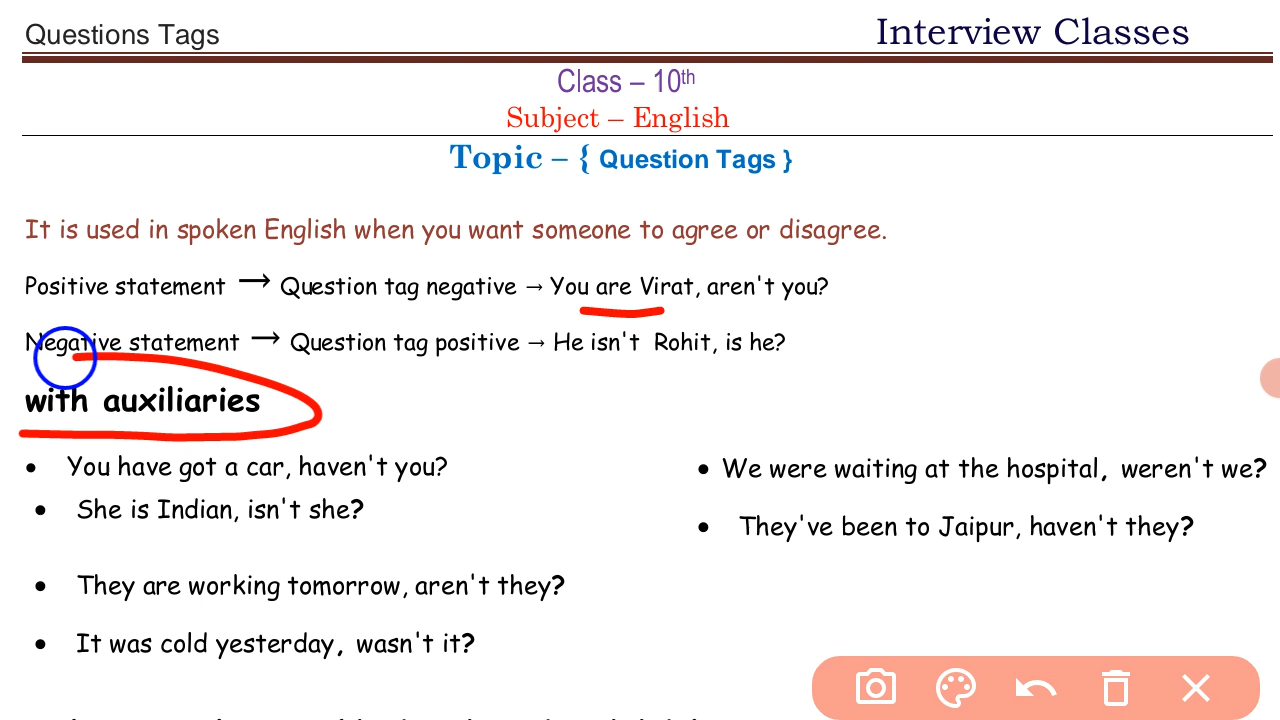 Questions Tags
Interview Classes
Class – 10th
Subject – English
Topic – { Question Tags }
It is used in spoken English when you want someone to agree or disagree.
Positive statement → Question tag negative → You are Virat, aren't you?
Negative statement → Question tag positive → He isn't Rohit, is he?
with auxiliaries
• You have got a car, haven't you?
• She is Indian, isn't she?
• They are working tomorrow, aren't they?
• It was cold yesterday, wasn't it?
• We were waiting at the hospital, weren't we?
• They've been to Jaipur, haven't they?